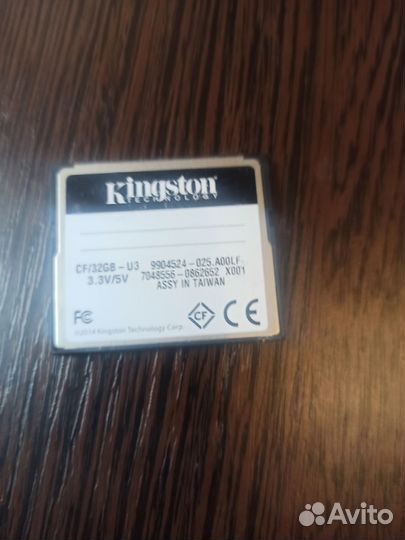 Kingston
TECHNOLOGY
CF/32GB-U3 9904524-025.A00LF
3.3V/5V 7048556-0862652 X001
ASSY IN TAIWAN
FC CF CE
©2014 Kingston Technology Corp.
Avito